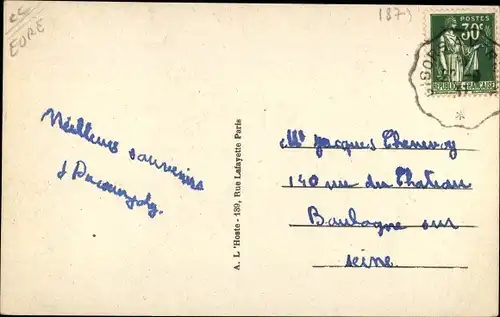 EURE
(187)
POSTES
30c
REPUBLIQUE FRANÇAISE
Meilleurs souvenirs
A. L'Hoste - 139, Rue Lafayette Paris
Mr Jacques Chenevoy
140 rue du Chateau
Boulogne sur
seine